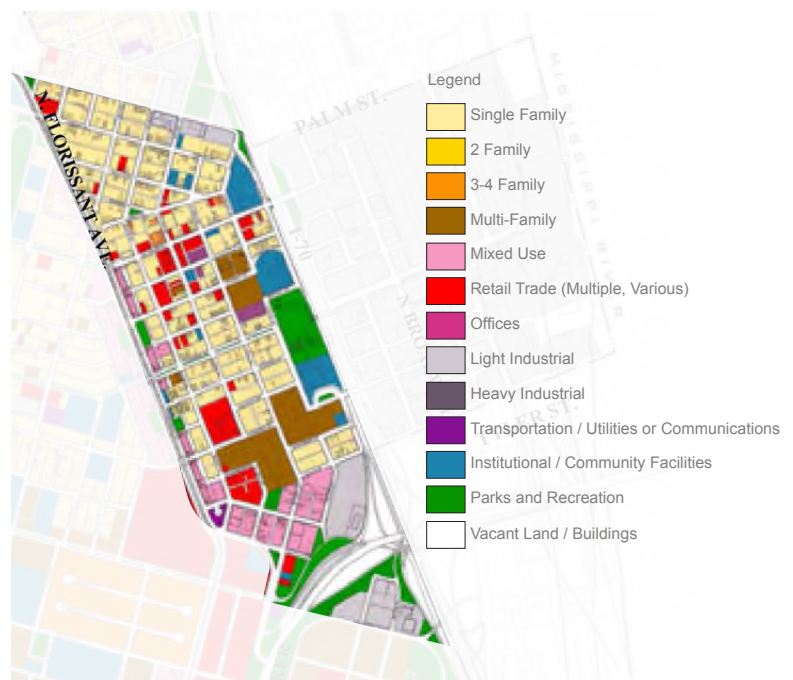 Legend
Single Family
2 Family
3-4 Family
Multi-Family
Mixed Use
Retail Trade (Multiple, Various)
Offices
Light Industrial
Heavy Industrial
Transportation / Utilities or Communications
Institutional / Community Facilities
Parks and Recreation
Vacant Land / Buildings
N. FLORISSANT AVE.
PALM ST.
I-70
MISSISSIPPI RIVER
ST.